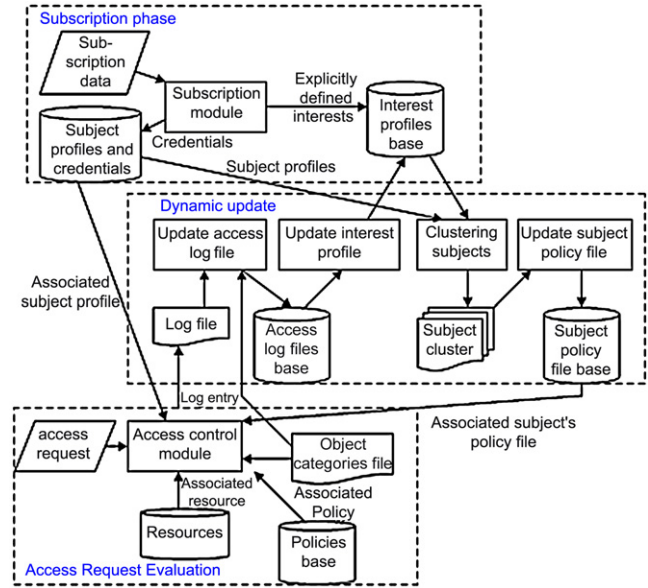 Subscription phase
Sub-
scription
data
Subscription
module
Explicitly
defined
interests
Interest
profiles
base
Subject
profiles and
credentials
Credentials
Subject profiles
Dynamic update
Update access
log file
Update interest
profile
Clustering
subjects
Update subject
policy file
Associated
subject profile
Log file
Access
log files
base
Subject
cluster
Subject
policy
file base
Log entry
Associated subject's
policy file
access
request
Access control
module
Object
categories file
Associated
resource
Associated
Policy
Resources
Policies
base
Access Request Evaluation